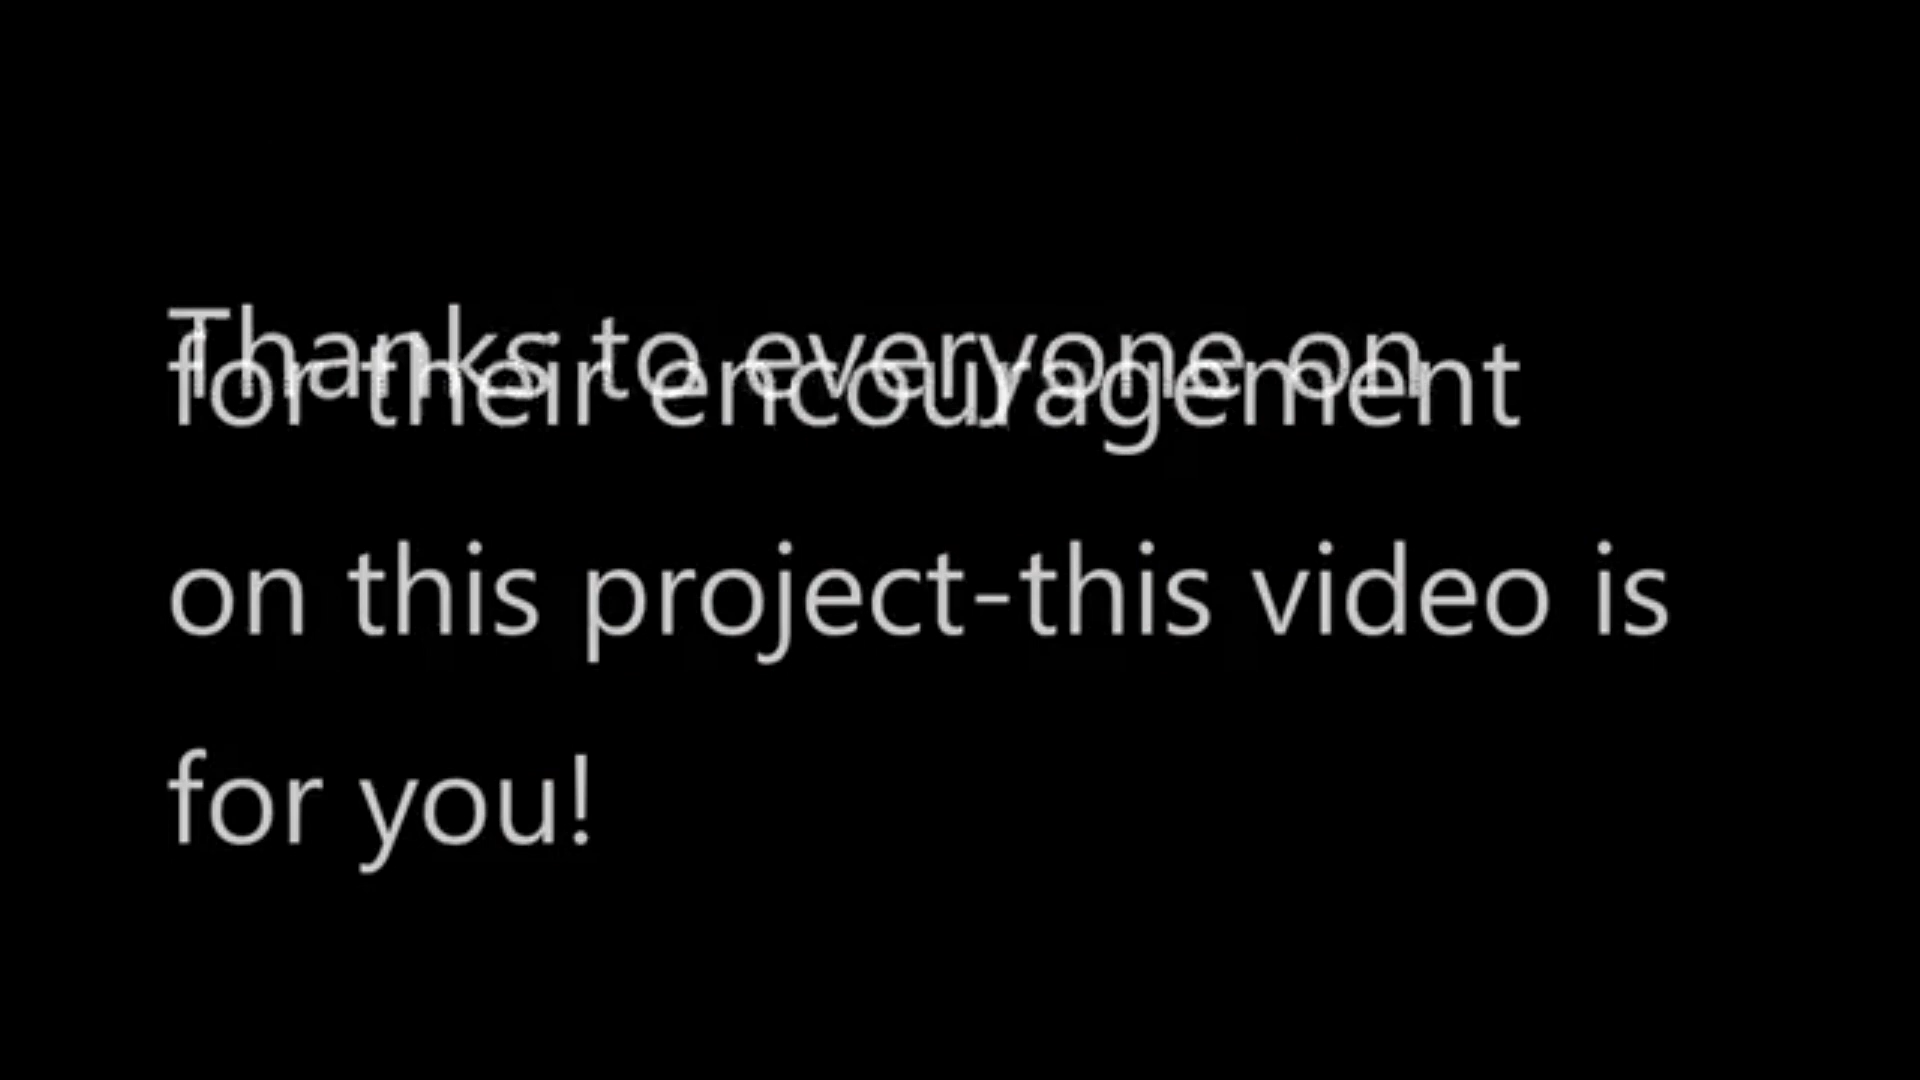 Thanks to everyone on
for their encouragement
on this project-this video is
for you!